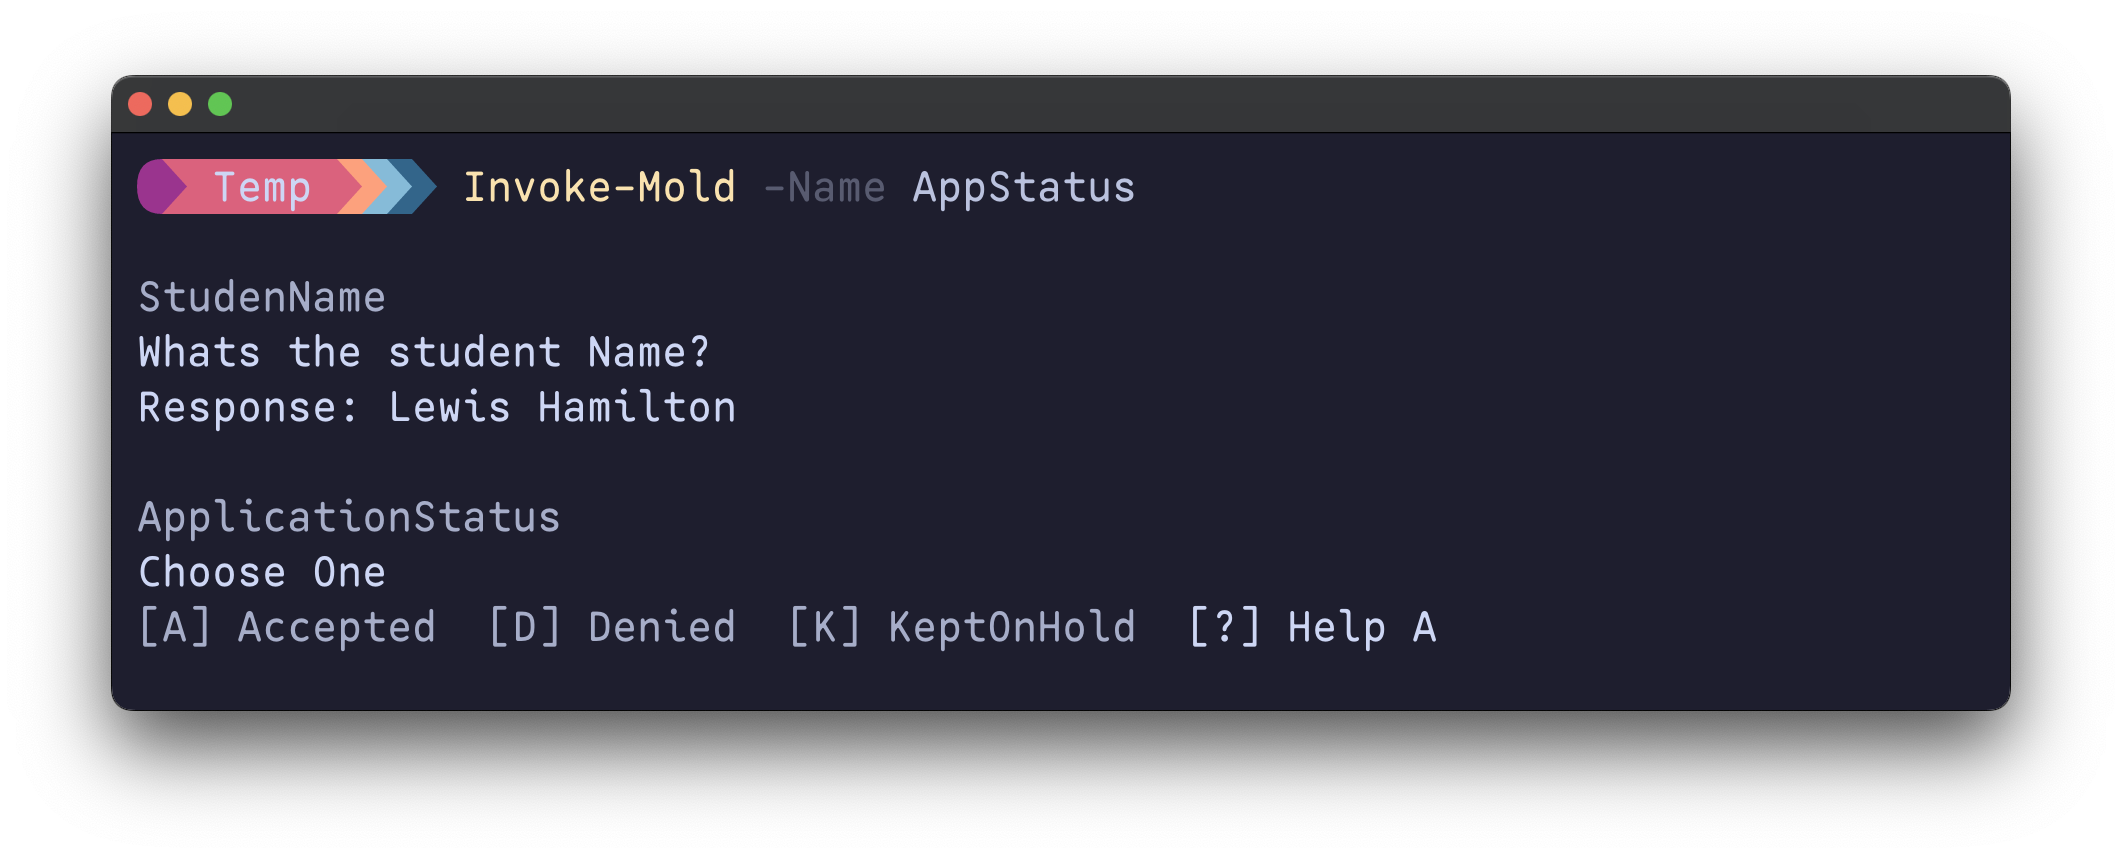 Temp Invoke-Mold -Name AppStatus
StudenName
Whats the student Name?
Response: Lewis Hamilton
ApplicationStatus
Choose One
[A] Accepted  [D] Denied  [K] KeptOnHold  [?] Help A